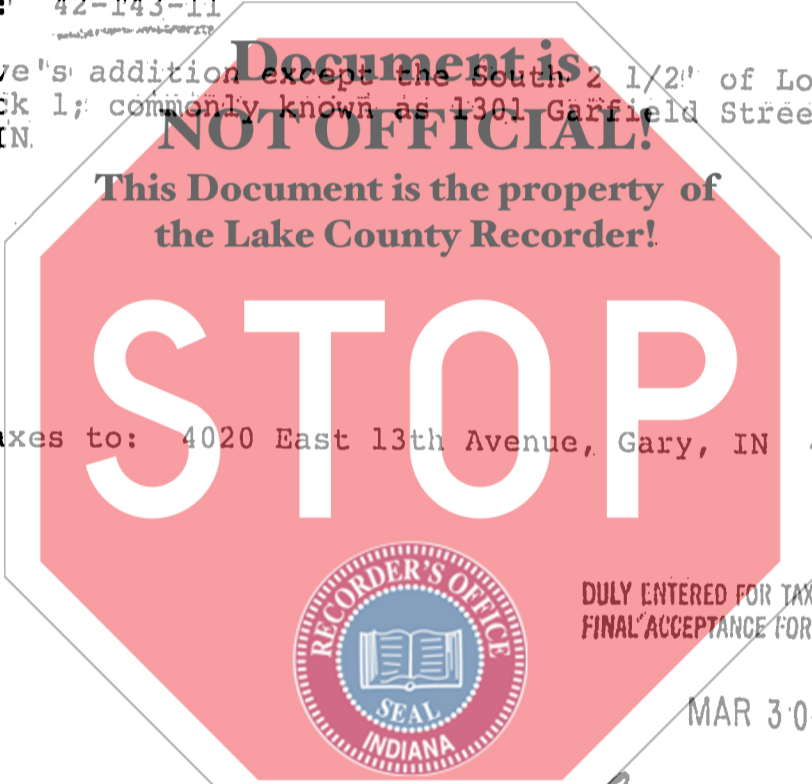 42-143-11
Document is
ve's addition except the South 2 1/2' of Lo
ck 1; commonly known as 1301 Garfield Stree
IN.
NOT OFFICIAL!
This Document is the property of
the Lake County Recorder!
STOP
axes to: 4020 East 13th Avenue, Gary, IN
RECORDER'S OFFICE
SEAL
INDIANA
DULY ENTERED FOR TAX
FINAL ACCEPTANCE FOR
MAR 30